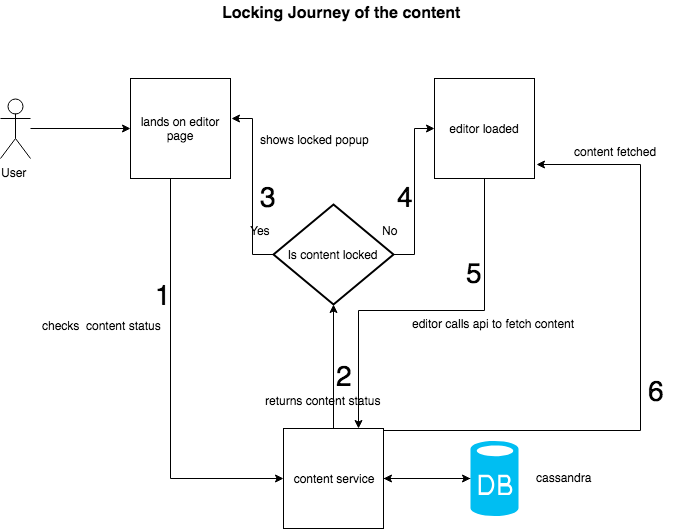 Locking Journey of the content
lands on editor
page
editor loaded
User
shows locked popup
content fetched
3
4
Yes
No
Is content locked
5
1
checks content status
editor calls api to fetch content
2
returns content status
6
content service
DB
cassandra